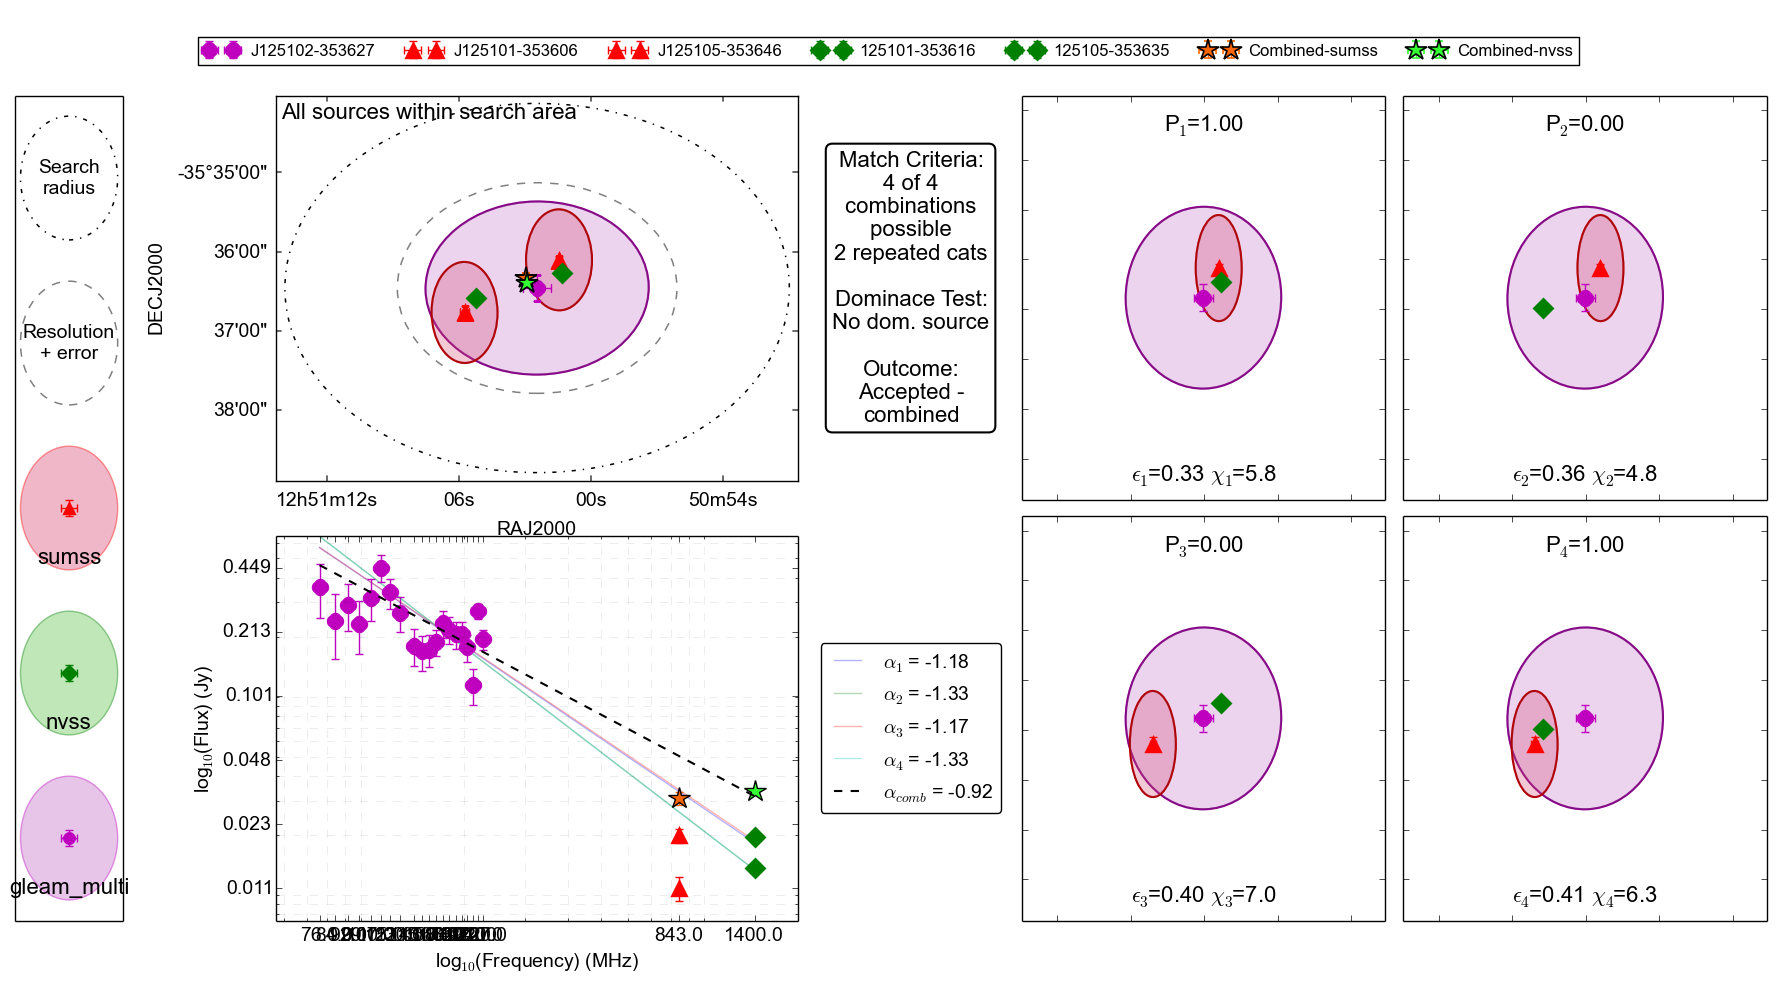 J125102-353627
J125101-353606
J125105-353646
125101-353616
125105-353635
Combined-sumss
Combined-nvss
Search
radius
Resolution
+ error
sumss
nvss
gleam_multi
All sources within search area
DECJ2000
-35°35'00"
36'00"
37'00"
38'00"
12h51m12s
06s
00s
50m54s
RAJ2000
Match Criteria:
4 of 4
combinations
possible
2 repeated cats
Dominace Test:
No dom. source
Outcome:
Accepted -
combined
P1=1.00
ϵ1=0.33 χ1=5.8
P2=0.00
ϵ2=0.36 χ2=4.8
P3=0.00
ϵ3=0.40 χ3=7.0
P4=1.00
ϵ4=0.41 χ4=6.3
log10(Flux) (Jy)
0.449
0.213
0.101
0.048
0.023
0.011
843.0
1400.0
log10(Frequency) (MHz)
α1 = -1.18
α2 = -1.33
α3 = -1.17
α4 = -1.33
αcomb = -0.92